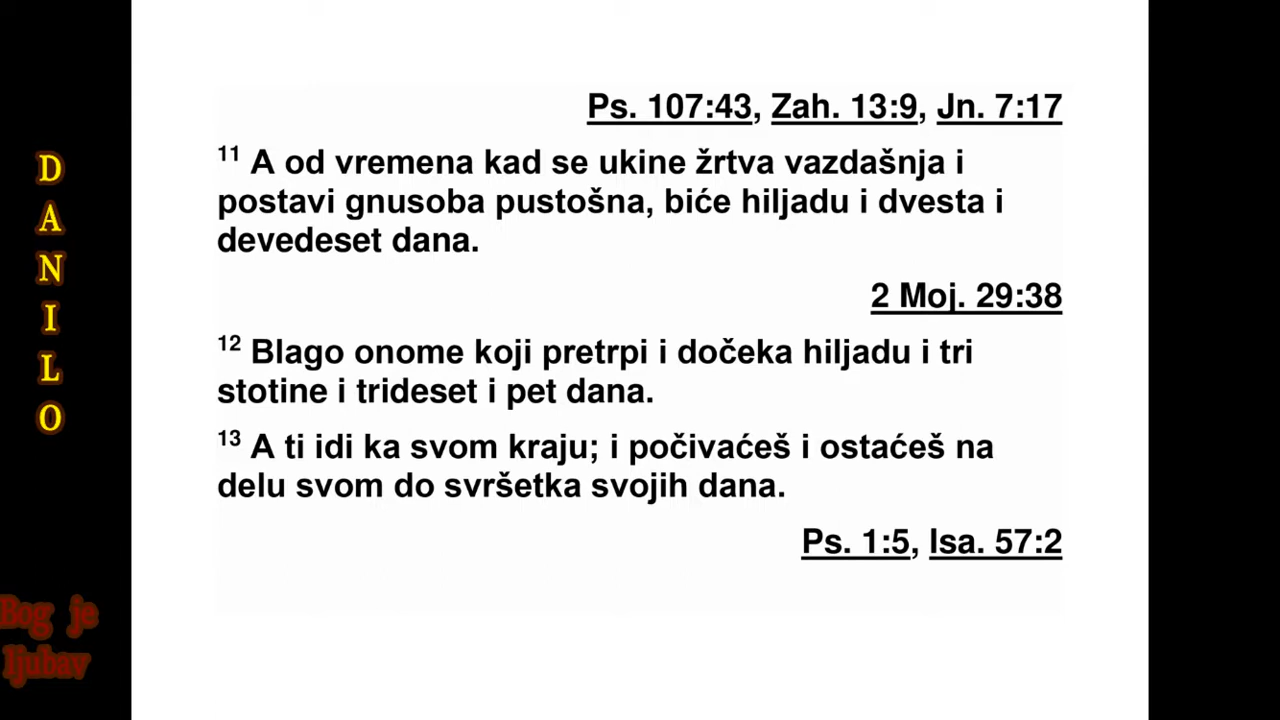 Ps. 107:43, Zah. 13:9, Jn. 7:17
11 A od vremena kad se ukine žrtva vazdašnja i
postavi gnusoba pustošna, biće hiljadu i dvesta i
devedeset dana.
2 Moj. 29:38
12 Blago onome koji pretrpi i dočeka hiljadu i tri
stotine i trideset i pet dana.
13 A ti idi ka svom kraju; i počivaćeš i ostaćeš na
delu svom do svršetka svojih dana.
Ps. 1:5, Isa. 57:2
D
A
N
I
L
O
Bog je
ljubav